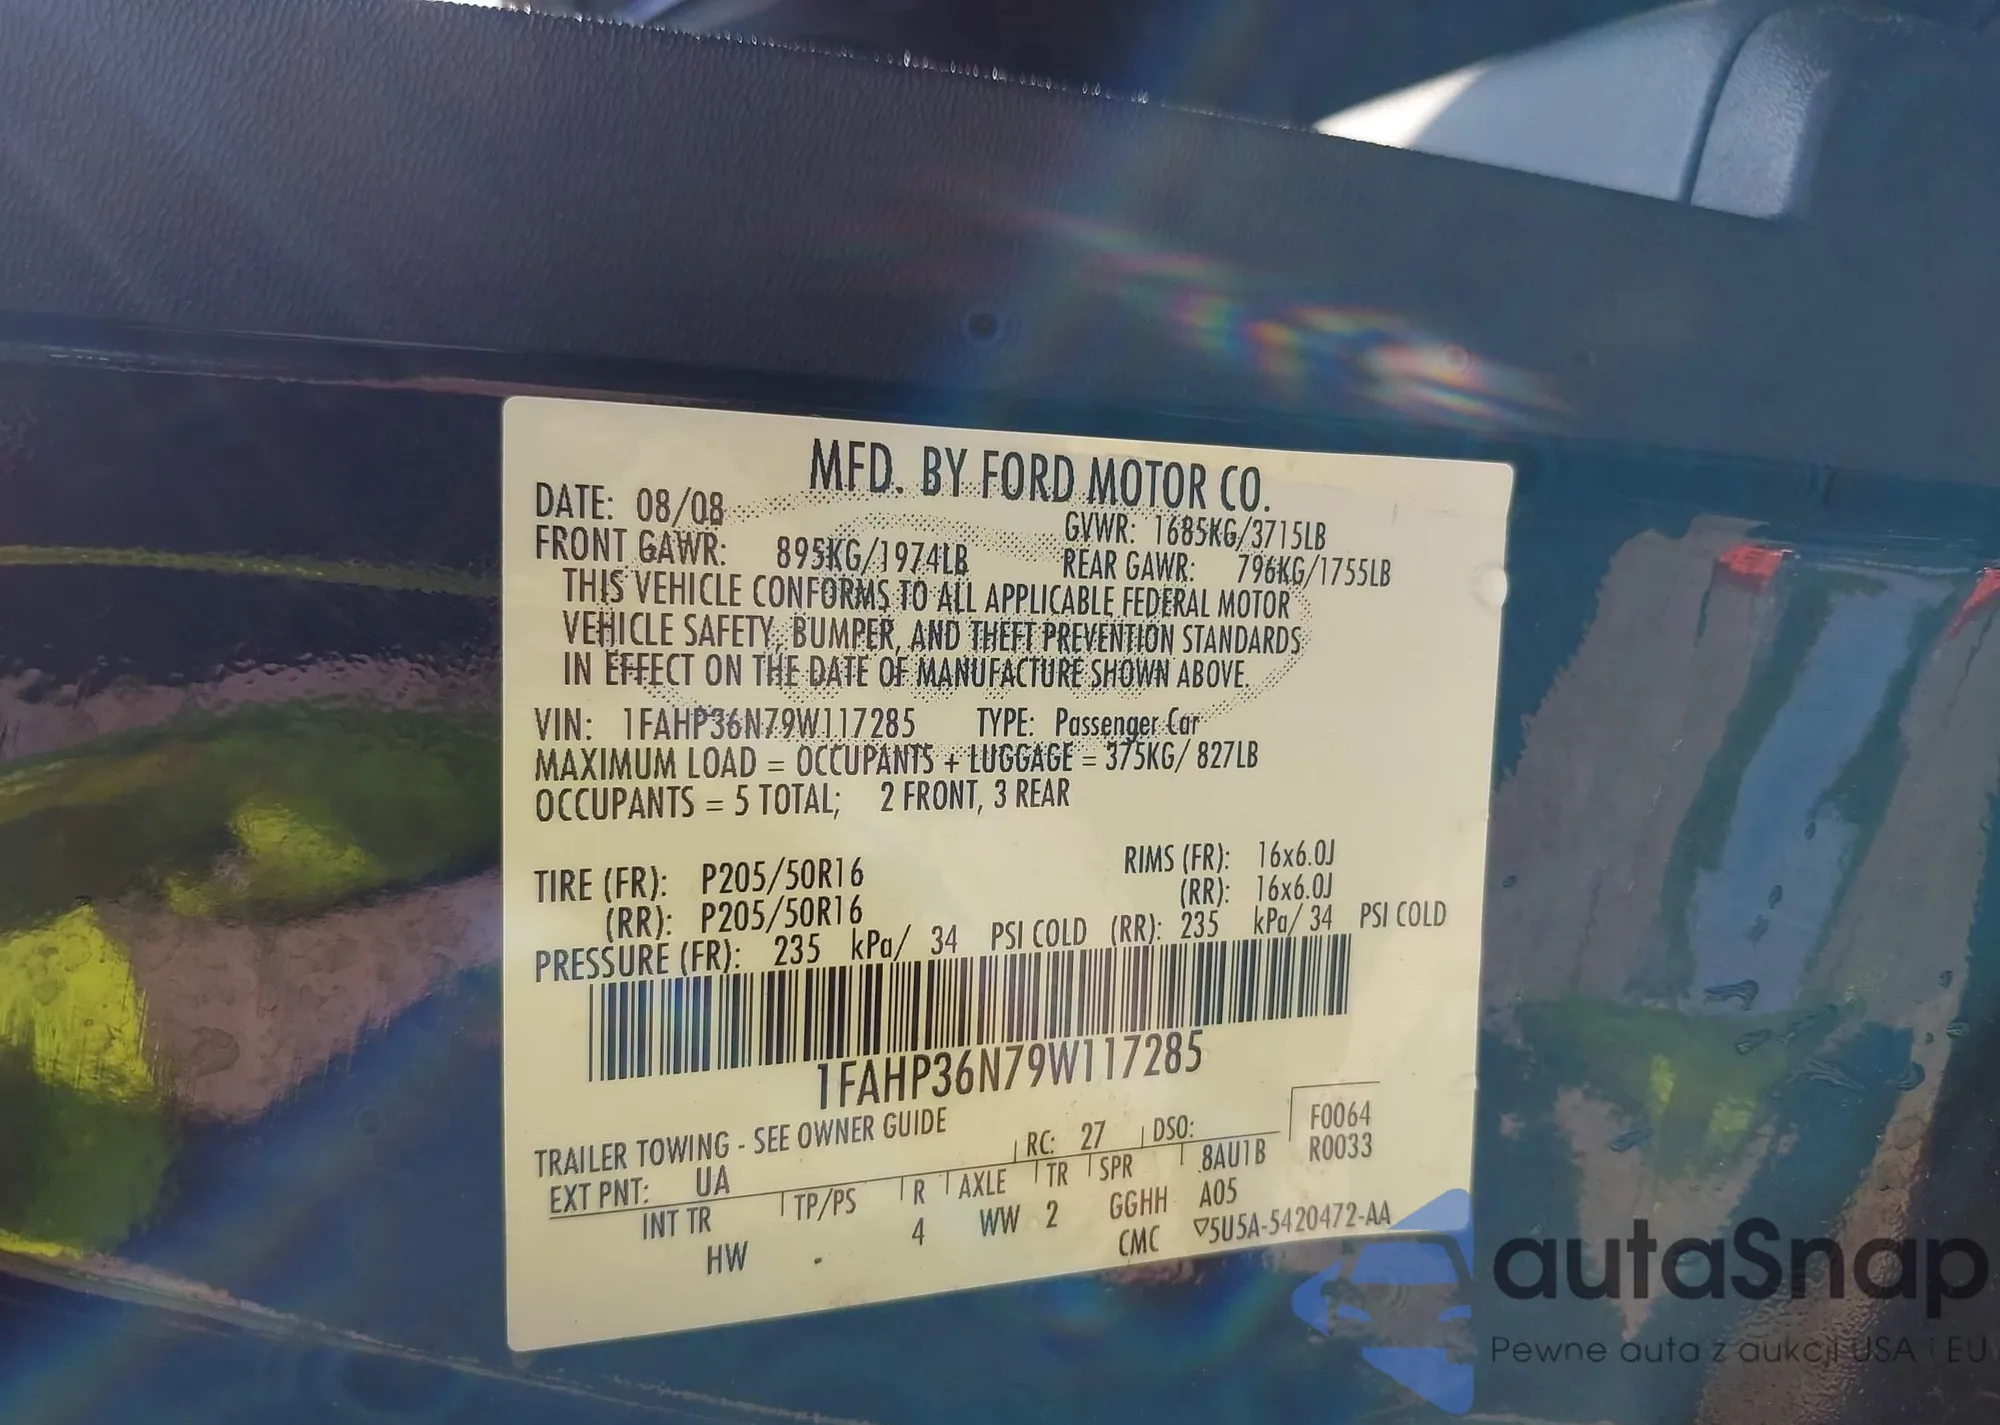 MFD. BY FORD MOTOR CO.
DATE: 08/08
GVWR: 1685KG/3715LB
FRONT GAWR: 895KG/1974LB
REAR GAWR: 796KG/1755LB
THIS VEHICLE CONFORMS TO ALL APPLICABLE FEDERAL MOTOR
VEHICLE SAFETY, BUMPER, AND THEFT PREVENTION STANDARDS
IN EFFECT ON THE DATE OF MANUFACTURE SHOWN ABOVE.
VIN: 1FAHP36N79W117285 TYPE: Passenger Car
MAXIMUM LOAD = OCCUPANTS + LUGGAGE = 375KG/ 827LB
OCCUPANTS = 5 TOTAL; 2 FRONT, 3 REAR
TIRE (FR): P205/50R16 RIMS (FR): 16x6.0J
(RR): P205/50R16 (RR): 16x6.0J
PRESSURE (FR): 235 kPa/ 34 PSI COLD (RR): 235 kPa/ 34 PSI COLD
1FAHP36N79W117285
TRAILER TOWING - SEE OWNER GUIDE
F0064
EXT PNT: UA RC: 27 DSO: R0033
INT TR TP/PS R AXLE TR SPR 8AU1B
HW - 4 WW 2 GGHH A05
CMC ▽5U5A-5420472-AA
autaSnap
Pewne auta z aukcji USA i EU